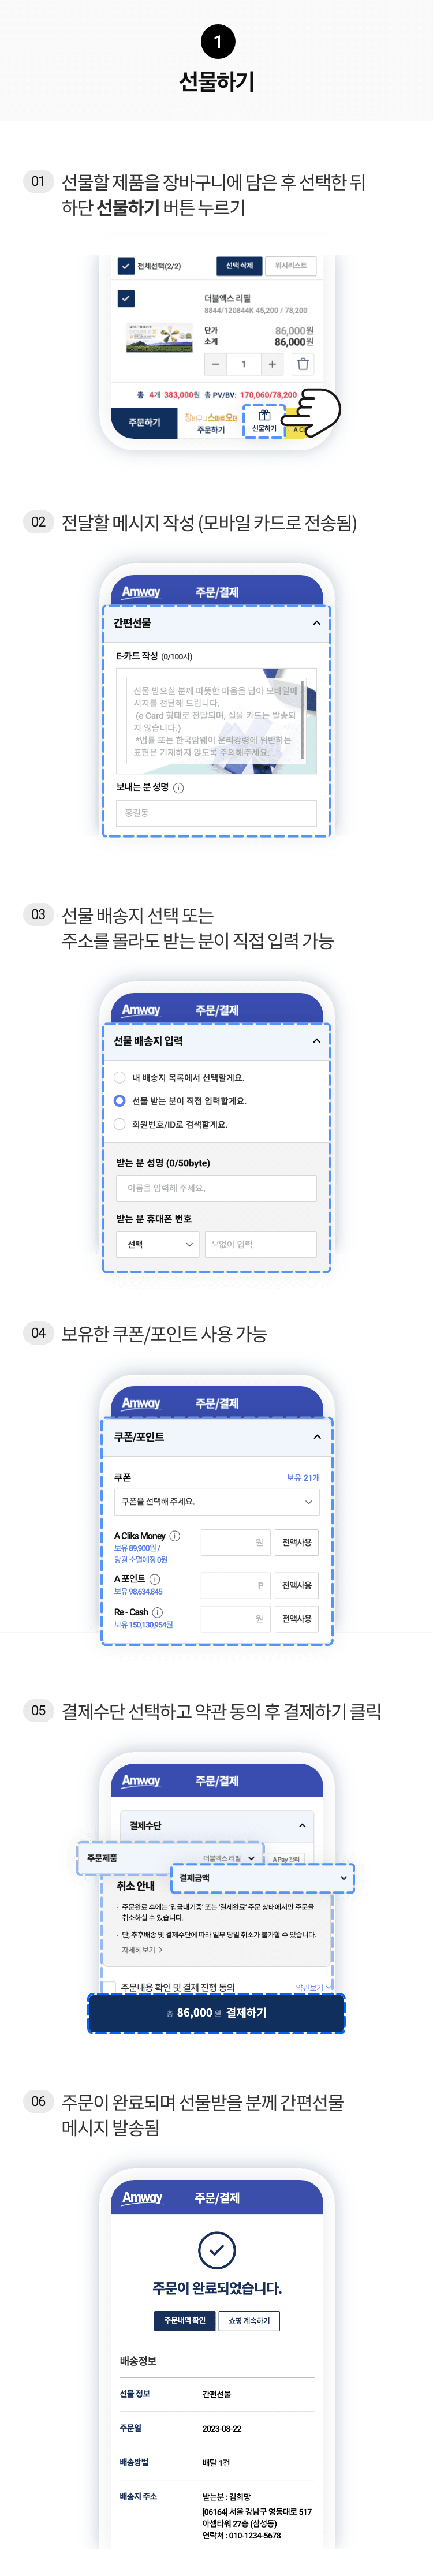 1
선물하기
01 선물할 제품을 장바구니에 담은 후 선택한 뒤
하단 선물하기 버튼 누르기
전체선택(2/2) 선택 삭제 위시리스트
더블엑스 리필
8844/120844K 45,200 / 78,200
단가 86,000원
소계 86,000원
− 1 +
총 4개 383,000원 총 PV/BV: 170,060/78,200
주문하기
장바구니스마트 오더
주문하기
선물하기
02 전달할 메시지 작성 (모바일 카드로 전송됨)
Amway 주문/결제
간편선물
E-카드 작성 (0/100자)
선물 받으실 분께 따뜻한 마음을 담아 모바일메
시지를 전달해 드립니다.
(e Card 형태로 전달되며, 실물 카드는 발송되
지 않습니다.)
*법률 또는 한국암웨이 윤리강령에 위반하는
표현은 기재하지 않도록 주의해주세요.
보내는 분 성명
홍길동
03 선물 배송지 선택 또는
주소를 몰라도 받는 분이 직접 입력 가능
Amway 주문/결제
선물 배송지 입력
내 배송지 목록에서 선택할게요.
선물 받는 분이 직접 입력할게요.
회원번호/ID로 검색할게요.
받는 분 성명 (0/50byte)
이름을 입력해 주세요.
받는 분 휴대폰 번호
선택 '-'없이 입력
04 보유한 쿠폰/포인트 사용 가능
Amway 주문/결제
쿠폰/포인트
쿠폰 보유 21개
쿠폰을 선택해 주세요.
A Cliks Money 원 전액사용
보유 89,900원 /
당월 소멸예정 0원
A 포인트 P 전액사용
보유 98,634,845
Re - Cash 원 전액사용
보유 150,130,954원
05 결제수단 선택하고 약관 동의 후 결제하기 클릭
Amway 주문/결제
결제수단
주문제품 더블엑스 리필 A Pay 관리
결제금액
취소 안내
· 주문완료 후에는 '입금대기중' 또는 '결제완료' 주문 상태에서만 주문을
취소하실 수 있습니다.
· 단, 추후배송 및 결제수단에 따라 일부 당일 취소가 불가할 수 있습니다.
자세히 보기 >
주문내용 확인 및 결제 진행 동의 약관보기
총 86,000 원 결제하기
06 주문이 완료되며 선물받을 분께 간편선물
메시지 발송됨
Amway 주문/결제
주문이 완료되었습니다.
주문내역 확인 쇼핑 계속하기
배송정보
선물 정보 간편선물
주문일 2023-08-22
배송방법 배달 1건
배송지 주소 받는분 : 김희망
[06164] 서울 강남구 영동대로 517
아셈타워 27층 (삼성동)
연락처 : 010-1234-5678